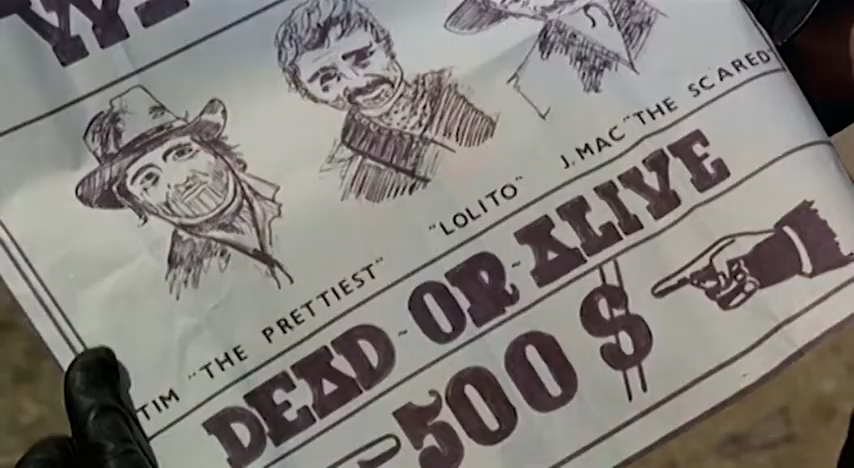 TIM "THE PRETTIEST" "LOLITO" J.MAC "THE SCARED
DEAD-OR-ALIVE
500 $